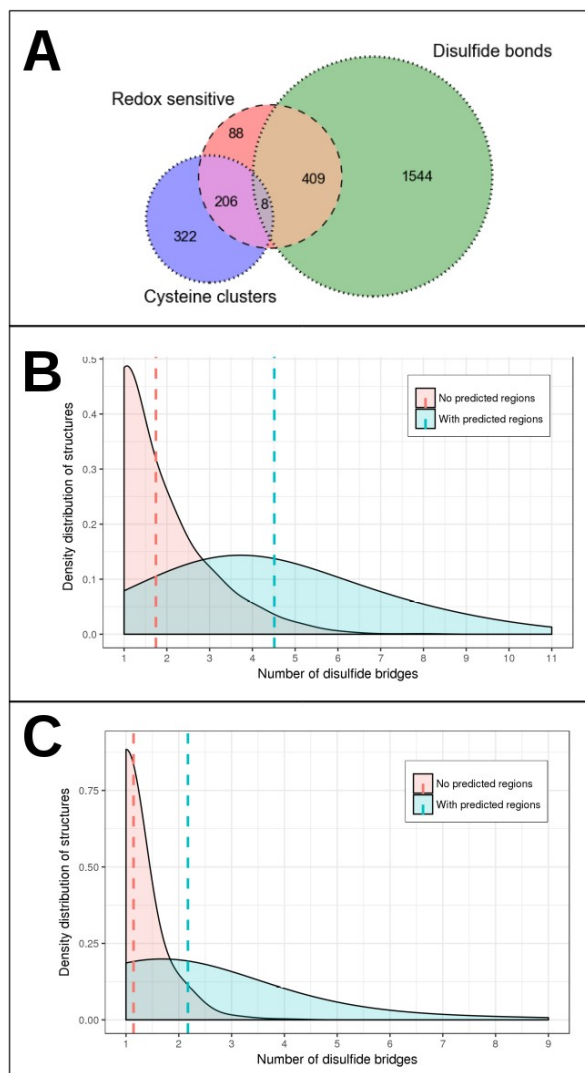 A
Disulfide bonds
Redox sensitive
88
409
1544
206
8
322
Cysteine clusters
B
0.5
0.4
0.3
0.2
0.1
0.0
Density distribution of structures
No predicted regions
With predicted regions
1 2 3 4 5 6 7 8 9 10 11
Number of disulfide bridges
C
0.75
0.50
0.25
0.00
Density distribution of structures
No predicted regions
With predicted regions
1 2 3 4 5 6 7 8 9
Number of disulfide bridges